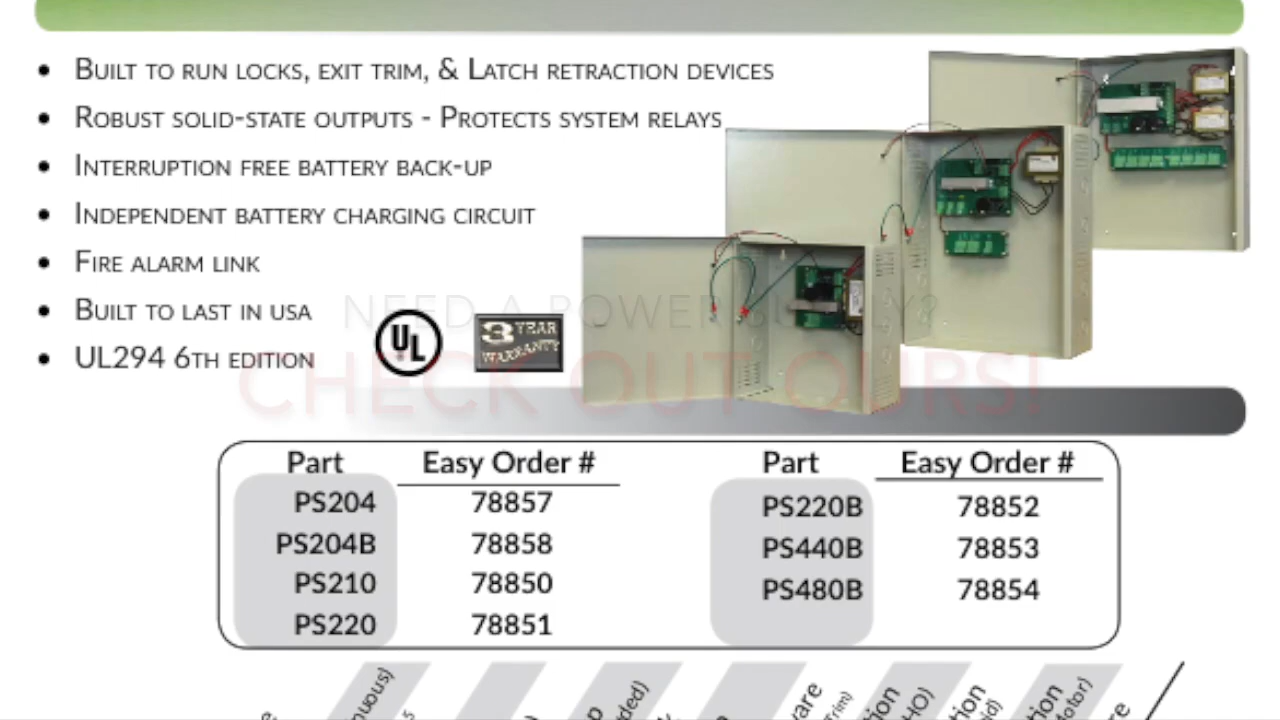 Built to run locks, exit trim, & Latch retraction devices
Robust solid-state outputs - Protects system relays
Interruption free battery back-up
Independent battery charging circuit
Fire alarm link
Built to last in usa
UL294 6th edition
UL
3 YEAR
WARRANTY
NEED A POWER SUPPLY?
CHECK OUT OURS!
Part Easy Order # Part Easy Order #
PS204 78857 PS220B 78852
PS204B 78858 PS440B 78853
PS210 78850 PS480B 78854
PS220 78851